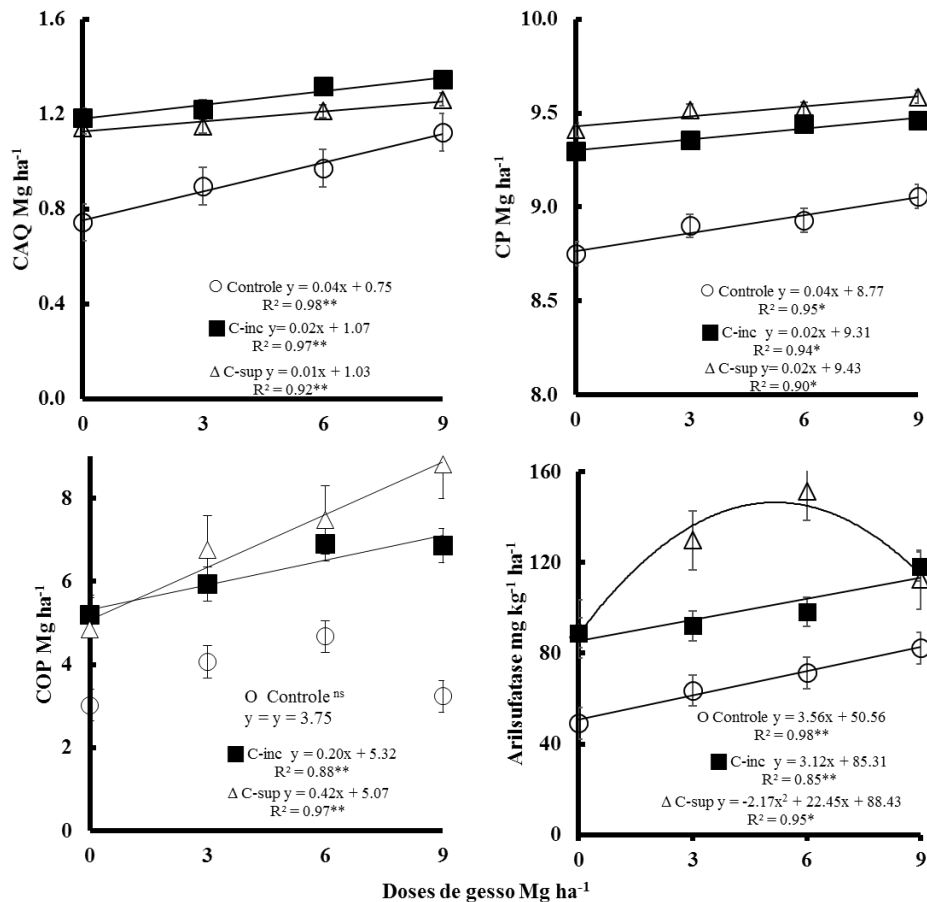 CAQ Mg ha⁻¹
1.6
1.2
0.8
0.4
0.0
0 3 6 9
○ Controle y = 0.04x + 0.75
R² = 0.98**
■ C-inc y= 0.02x + 1.07
R² = 0.97**
Δ C-sup y = 0.01x + 1.03
R² = 0.92**
CP Mg ha⁻¹
10.0
9.5
9.0
8.5
8.0
0 3 6 9
○ Controle y = 0.04x + 8.77
R² = 0.95*
■ C-inc y = 0.02x + 9.31
R² = 0.94*
Δ C-sup y= 0.02x + 9.43
R² = 0.90*
COP Mg ha⁻¹
8
6
4
2
0
0 3 6 9
O Controle ⁿˢ
y = y = 3.75
■ C-inc y = 0.20x + 5.32
R² = 0.88**
Δ C-sup y = 0.42x + 5.07
R² = 0.97**
Arilsufatase mg kg⁻¹ ha⁻¹
160
120
80
40
0
0 3 6 9
O Controle y = 3.56x + 50.56
R² = 0.98**
■ C-inc y = 3.12x + 85.31
R² = 0.85**
Δ C-sup y = -2.17x² + 22.45x + 88.43
R² = 0.95*
Doses de gesso Mg ha⁻¹